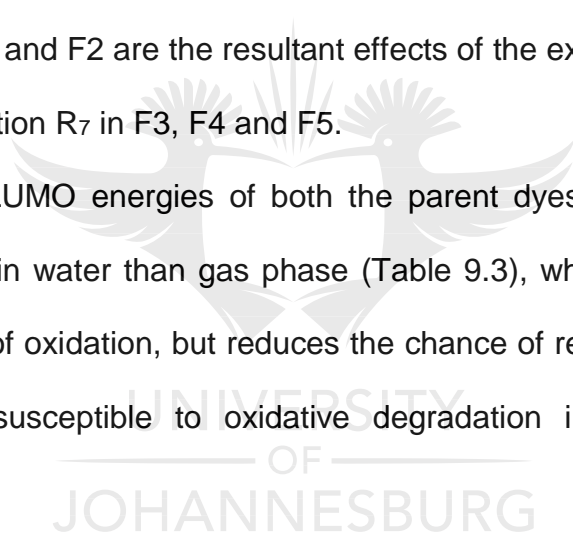 and F2 are the resultant effects of the ex
tion R₇ in F3, F4 and F5.
LUMO energies of both the parent dyes
in water than gas phase (Table 9.3), wh
of oxidation, but reduces the chance of re
susceptible to oxidative degradation i
UNIVERSITY
OF
JOHANNESBURG